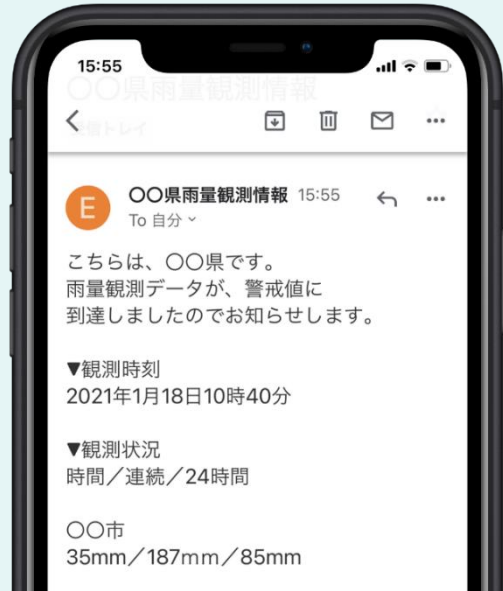 15:55
〇〇県雨量観測情報
受信トレイ
E
〇〇県雨量観測情報 15:55
To 自分
こちらは、〇〇県です。
雨量観測データが、警戒値に
到達しましたのでお知らせします。
▼観測時刻
2021年1月18日10時40分
▼観測状況
時間／連続／24時間
〇〇市
35mm／187mm／85mm